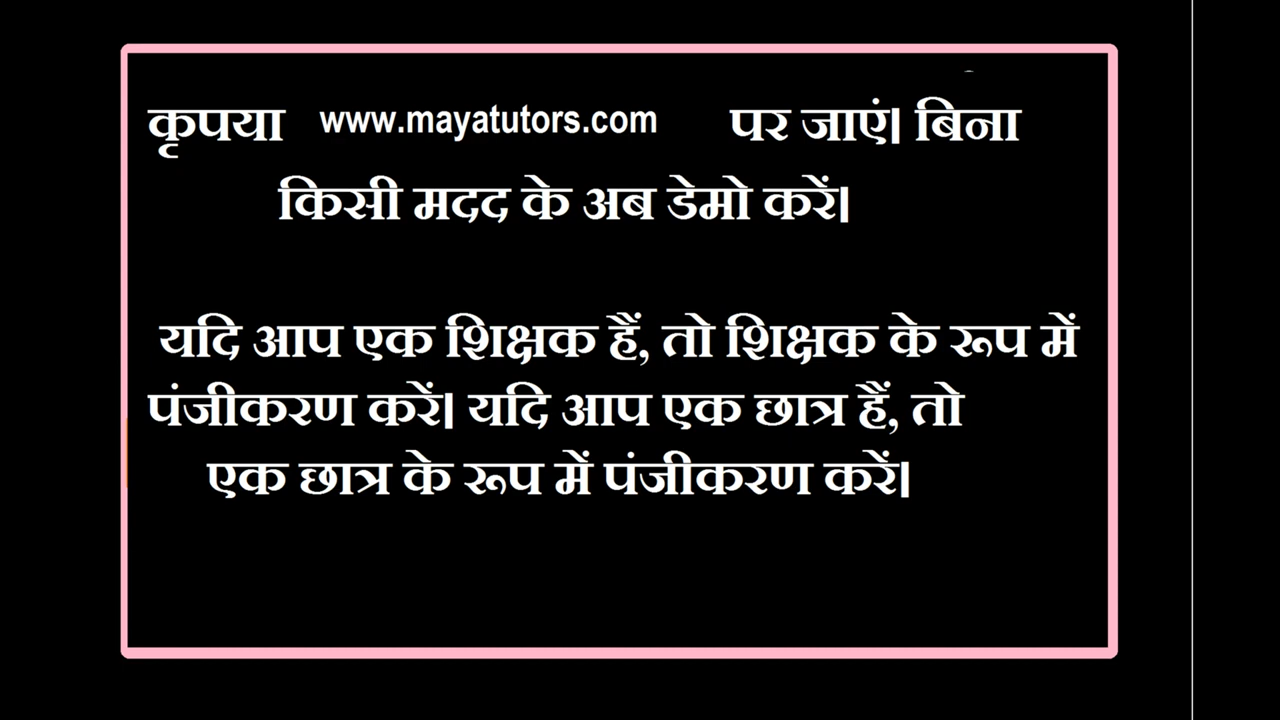 कृपया www.mayatutors.com पर जाएं। बिना
किसी मदद के अब डेमो करें।
यदि आप एक शिक्षक हैं, तो शिक्षक के रूप में
पंजीकरण करें। यदि आप एक छात्र हैं, तो
एक छात्र के रूप में पंजीकरण करें।